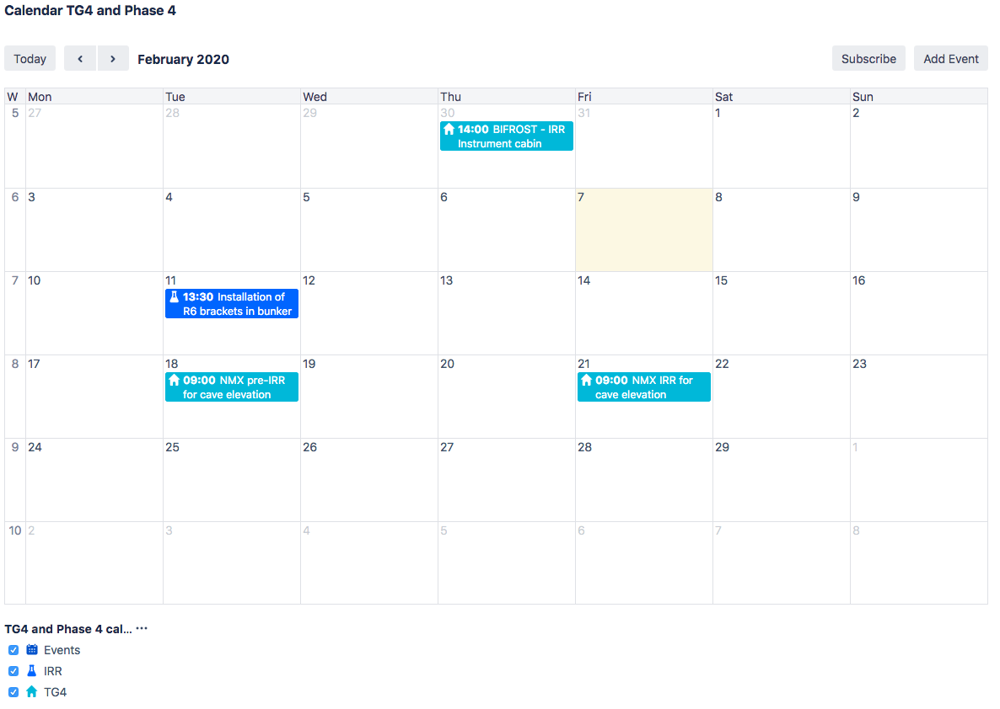 Calendar TG4 and Phase 4
Today
February 2020
Subscribe
Add Event
W Mon Tue Wed Thu Fri Sat Sun
5 27 28 29 30 31 1 2
14:00 BIFROST - IRR
Instrument cabin
6 3 4 5 6 7 8 9
7 10 11 12 13 14 15 16
13:30 Installation of
R6 brackets in bunker
8 17 18 19 20 21 22 23
09:00 NMX pre-IRR
for cave elevation
09:00 NMX IRR for
cave elevation
9 24 25 26 27 28 29 1
10 2 3 4 5 6 7 8
TG4 and Phase 4 cal... ···
Events
IRR
TG4